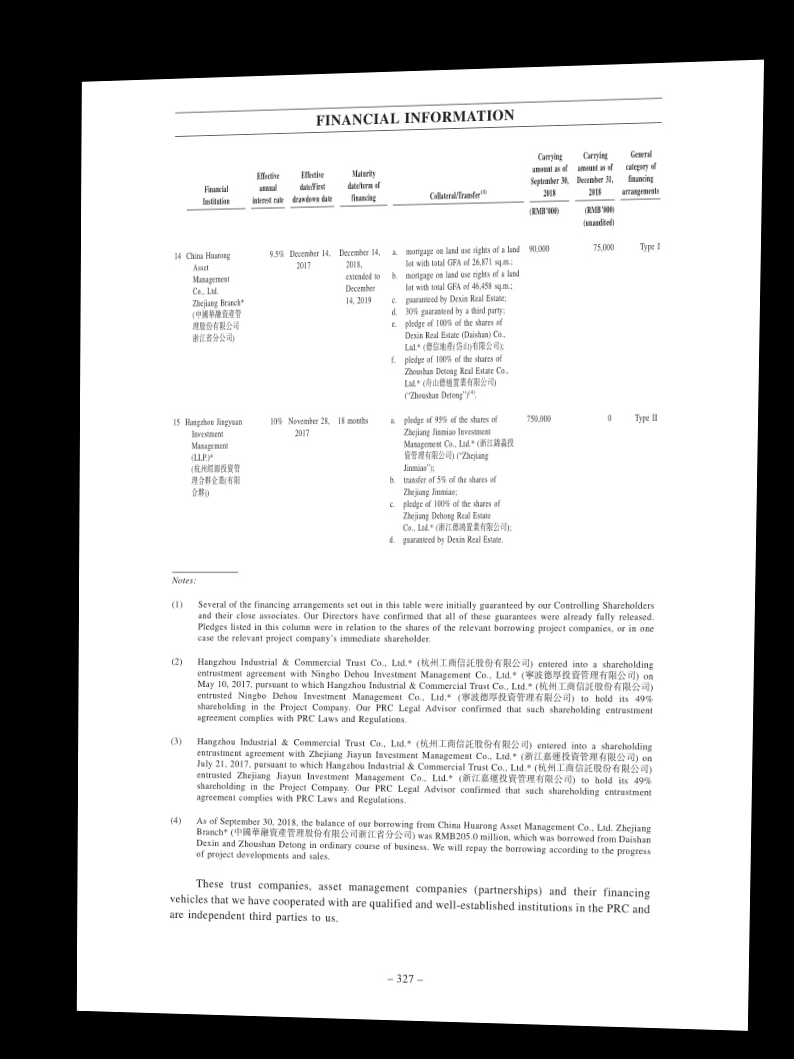 FINANCIAL INFORMATION
Financial Institution
Effective annual interest rate
Effective date/First drawdown date
Maturity date/term of financing
Collateral/Transfer(1)
Carrying amount as of September 30, 2018
Carrying amount as of December 31, 2018
General category of financing arrangements
(RMB'000)
(RMB'000)
(unaudited)
14 China Huarong
Asset
Management
Co., Ltd.
Zhejiang Branch*
(中國華融資產管
理股份有限公司
浙江省分公司)
9.5%
December 14,
2017
December 14,
2018,
extended to
December
14, 2019
a. mortgage on land use rights of a land
lot with total GFA of 26,871 sq.m.;
b. mortgage on land use rights of a land
lot with total GFA of 46,458 sq.m.;
c. guaranteed by Dexin Real Estate;
d. 30% guaranteed by a third party;
e. pledge of 100% of the shares of
Dexin Real Estate (Daishan) Co.,
Ltd.* (德信地產(岱山)有限公司);
f. pledge of 100% of the shares of
Zhoushan Detong Real Estate Co.,
Ltd.* (舟山德通置業有限公司)
("Zhoushan Detong")(4).
90,000
75,000
Type I
15 Hangzhou Jingyuan
Investment
Management
(LLP.)*
(杭州經源投資管
理合夥企業(有限
合夥))
10%
November 28,
2017
18 months
a. pledge of 95% of the shares of
Zhejiang Jinmiao Investment
Management Co., Ltd.* (浙江錦淼投
資管理有限公司) ("Zhejiang
Jinmiao");
b. transfer of 5% of the shares of
Zhejiang Jinmiao;
c. pledge of 100% of the shares of
Zhejiang Dehong Real Estate
Co., Ltd.* (浙江德鴻置業有限公司);
d. guaranteed by Dexin Real Estate.
750,000
0
Type II
Notes:
(1) Several of the financing arrangements set out in this table were initially guaranteed by our Controlling Shareholders
and their close associates. Our Directors have confirmed that all of these guarantees were already fully released.
Pledges listed in this column were in relation to the shares of the relevant borrowing project companies, or in one
case the relevant project company's immediate shareholder.
(2) Hangzhou Industrial & Commercial Trust Co., Ltd.* (杭州工商信託股份有限公司) entered into a shareholding
entrustment agreement with Ningbo Dehou Investment Management Co., Ltd.* (寧波德厚投資管理有限公司) on
May 10, 2017, pursuant to which Hangzhou Industrial & Commercial Trust Co., Ltd.* (杭州工商信託股份有限公司)
entrusted Ningbo Dehou Investment Management Co., Ltd.* (寧波德厚投資管理有限公司) to hold its 49%
shareholding in the Project Company. Our PRC Legal Advisor confirmed that such shareholding entrustment
agreement complies with PRC Laws and Regulations.
(3) Hangzhou Industrial & Commercial Trust Co., Ltd.* (杭州工商信託股份有限公司) entered into a shareholding
entrustment agreement with Zhejiang Jiayun Investment Management Co., Ltd.* (浙江嘉運投資管理有限公司) on
July 21, 2017, pursuant to which Hangzhou Industrial & Commercial Trust Co., Ltd.* (杭州工商信託股份有限公司)
entrusted Zhejiang Jiayun Investment Management Co., Ltd.* (浙江嘉運投資管理有限公司) to hold its 49%
shareholding in the Project Company. Our PRC Legal Advisor confirmed that such shareholding entrustment
agreement complies with PRC Laws and Regulations.
(4) As of September 30, 2018, the balance of our borrowing from China Huarong Asset Management Co., Ltd. Zhejiang
Branch* (中國華融資產管理股份有限公司浙江省分公司) was RMB205.0 million, which was borrowed from Daishan
Dexin and Zhoushan Detong in ordinary course of business. We will repay the borrowing according to the progress
of project developments and sales.
These trust companies, asset management companies (partnerships) and their financing
vehicles that we have cooperated with are qualified and well-established institutions in the PRC and
are independent third parties to us.
– 327 –